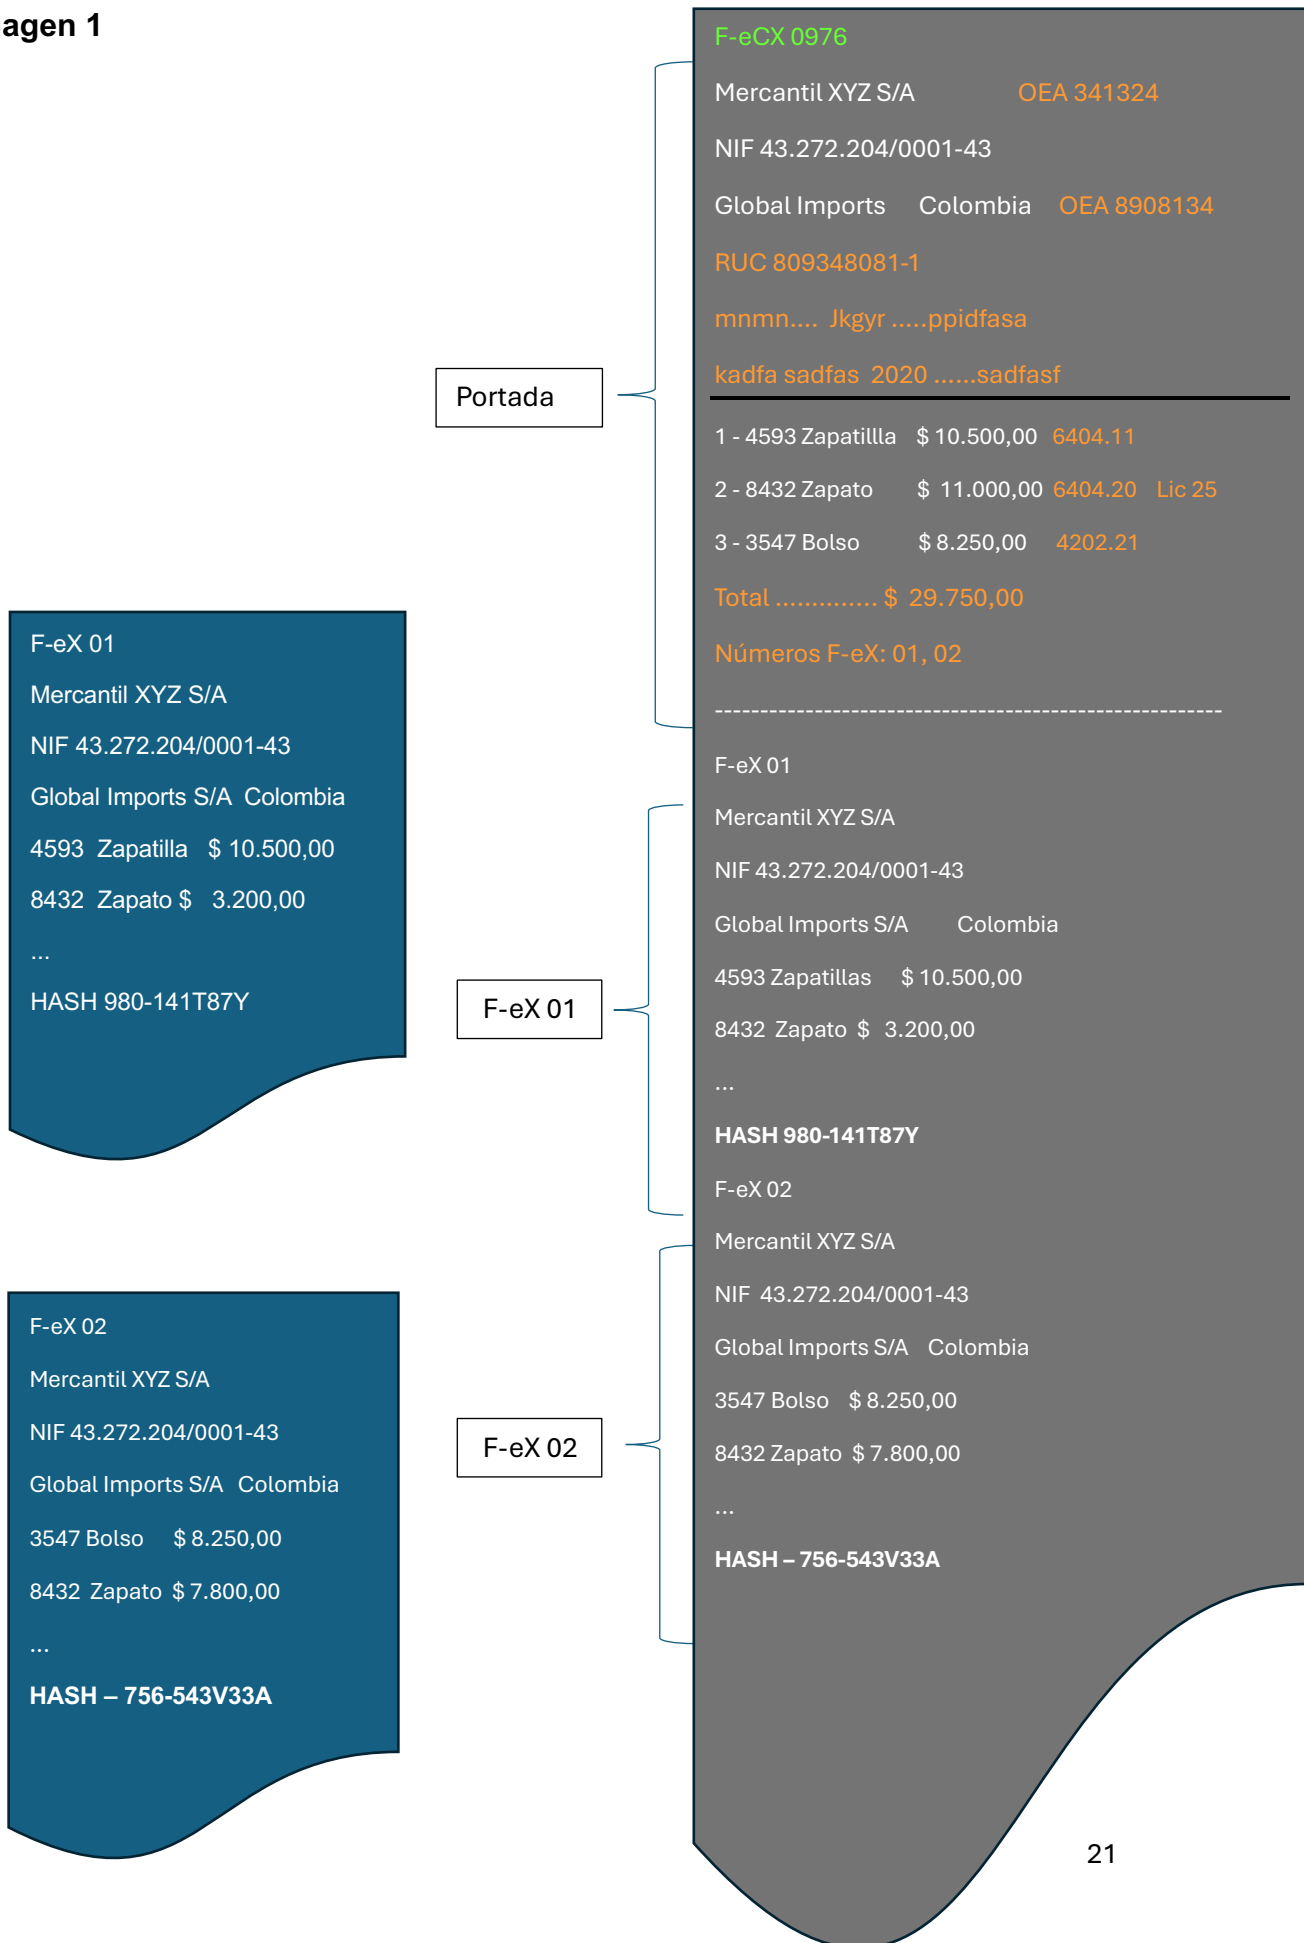 agen 1
F-eCX 0976
Mercantil XYZ S/A OEA 341324
NIF 43.272.204/0001-43
Global Imports Colombia OEA 8908134
RUC 809348081-1
mnmn.... Jkgyr .....ppidfasa
kadfa sadfas 2020 ......sadfasf
1 - 4593 Zapatillla $ 10.500,00 6404.11
2 - 8432 Zapato $ 11.000,00 6404.20 Lic 25
3 - 3547 Bolso $ 8.250,00 4202.21
Total .............. $ 29.750,00
Números F-eX: 01, 02
--------------------------------------------------------
Portada
F-eX 01
Mercantil XYZ S/A
NIF 43.272.204/0001-43
Global Imports S/A Colombia
4593 Zapatilla $ 10.500,00
8432 Zapato $ 3.200,00
...
HASH 980-141T87Y
F-eX 01
F-eX 01
Mercantil XYZ S/A
NIF 43.272.204/0001-43
Global Imports S/A Colombia
4593 Zapatillas $ 10.500,00
8432 Zapato $ 3.200,00
...
HASH 980-141T87Y
F-eX 02
Mercantil XYZ S/A
NIF 43.272.204/0001-43
Global Imports S/A Colombia
3547 Bolso $ 8.250,00
8432 Zapato $ 7.800,00
...
HASH – 756-543V33A
F-eX 02
F-eX 02
Mercantil XYZ S/A
NIF 43.272.204/0001-43
Global Imports S/A Colombia
3547 Bolso $ 8.250,00
8432 Zapato $ 7.800,00
...
HASH – 756-543V33A
21